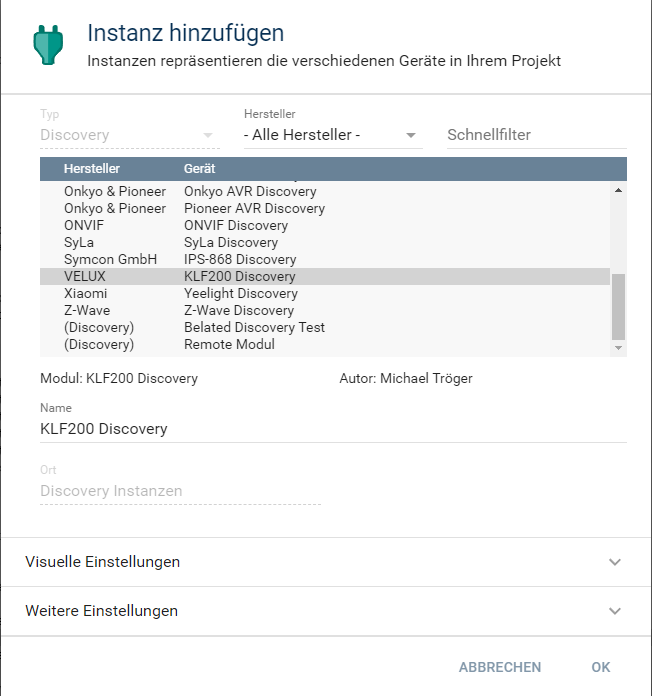 Instanz hinzufügen
Instanzen repräsentieren die verschiedenen Geräte in Ihrem Projekt
Typ
Discovery
Hersteller
- Alle Hersteller -
Schnellfilter
Hersteller Gerät
Onkyo & Pioneer Onkyo AVR Discovery
Onkyo & Pioneer Pioneer AVR Discovery
ONVIF ONVIF Discovery
SyLa SyLa Discovery
Symcon GmbH IPS-868 Discovery
VELUX KLF200 Discovery
Xiaomi Yeelight Discovery
Z-Wave Z-Wave Discovery
(Discovery) Belated Discovery Test
(Discovery) Remote Modul
Modul: KLF200 Discovery Autor: Michael Tröger
Name
KLF200 Discovery
Ort
Discovery Instanzen
Visuelle Einstellungen
Weitere Einstellungen
ABBRECHEN OK